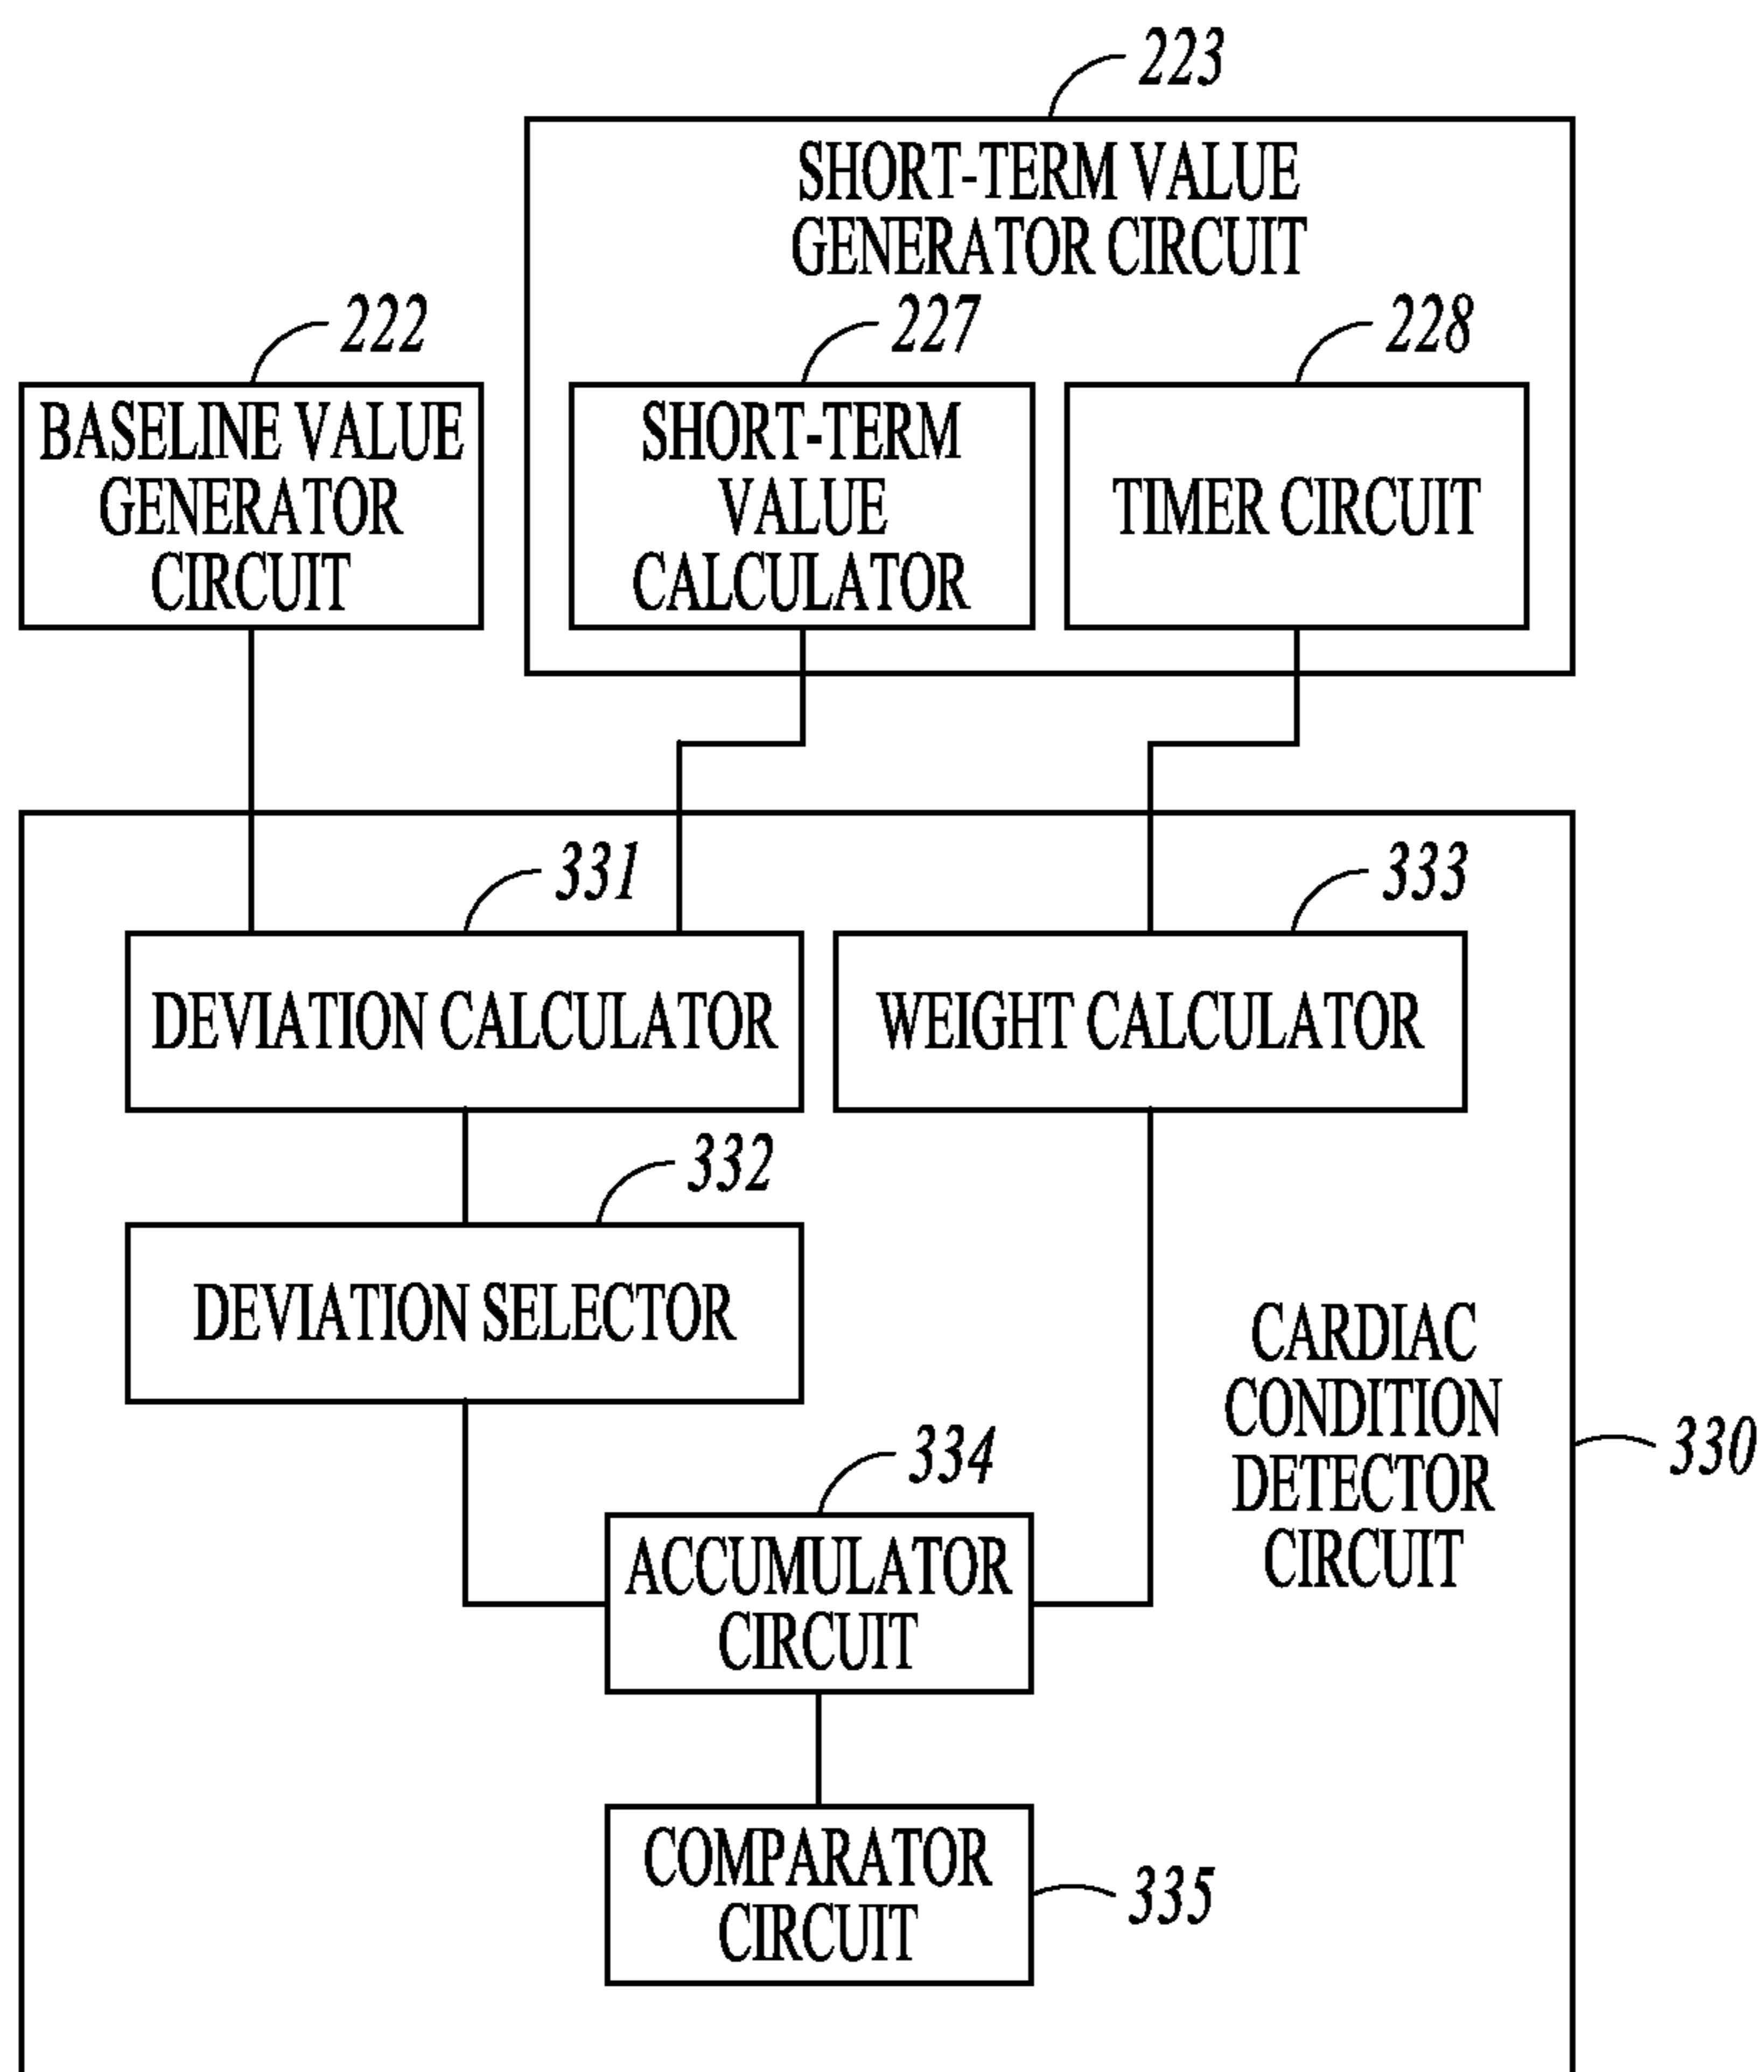 223
SHORT-TERM VALUE
GENERATOR CIRCUIT
222
227
228
BASELINE VALUE
GENERATOR
CIRCUIT
SHORT-TERM
VALUE
CALCULATOR
TIMER CIRCUIT
331
333
DEVIATION CALCULATOR
WEIGHT CALCULATOR
332
DEVIATION SELECTOR
CARDIAC
CONDITION
DETECTOR
CIRCUIT
330
334
ACCUMULATOR
CIRCUIT
COMPARATOR
CIRCUIT
335